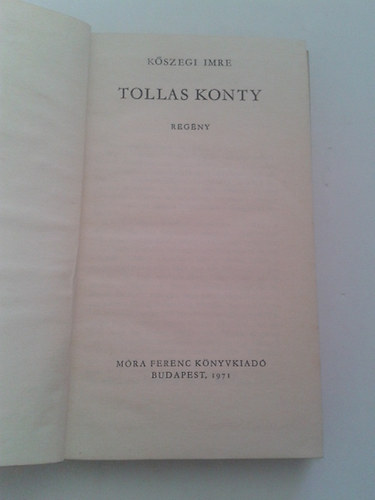 KŐSZEGI IMRE
TOLLAS KONTY
REGÉNY
MÓRA FERENC KÖNYVKIADÓ
BUDAPEST, 1971